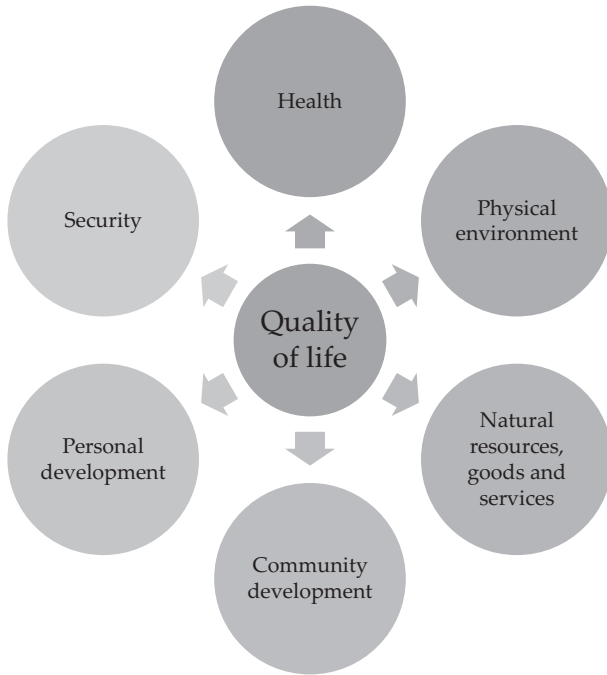 Health
Security
Physical
environment
Quality
of life
Personal
development
Natural
resources,
goods and
services
Community
development